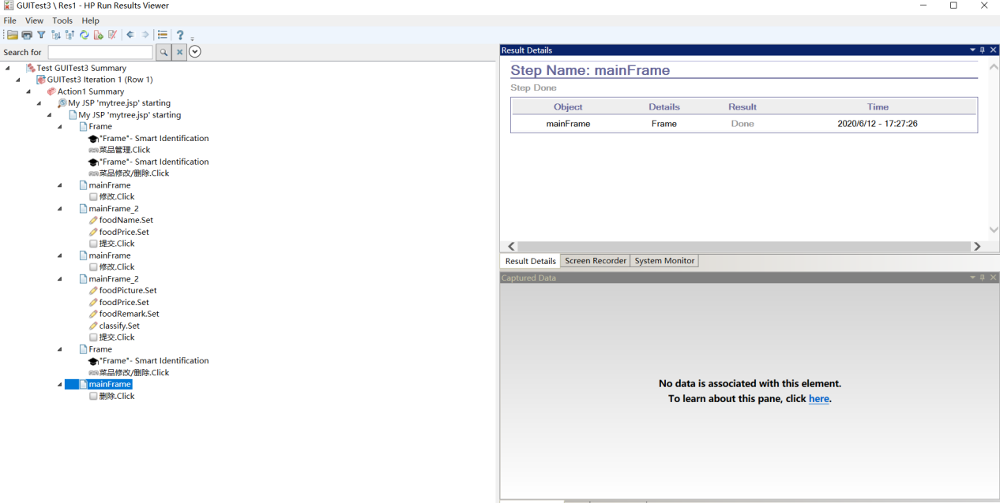 GUITest3 \ Res1 - HP Run Results Viewer
File View Tools Help
Search for
Test GUITest3 Summary
GUITest3 Iteration 1 (Row 1)
Action1 Summary
My JSP 'mytree.jsp' starting
My JSP 'mytree.jsp' starting
Frame
"Frame"- Smart Identification
菜品管理.Click
"Frame"- Smart Identification
菜品修改/删除.Click
mainFrame
修改.Click
mainFrame_2
foodName.Set
foodPrice.Set
提交.Click
mainFrame
修改.Click
mainFrame_2
foodPicture.Set
foodPrice.Set
foodRemark.Set
classify.Set
提交.Click
Frame
"Frame"- Smart Identification
菜品修改/删除.Click
mainFrame
删除.Click
Result Details
Step Name: mainFrame
Step Done
Object Details Result Time
mainFrame Frame Done 2020/6/12 - 17:27:26
Result Details Screen Recorder System Monitor
Captured Data
No data is associated with this element.
To learn about this pane, click here.